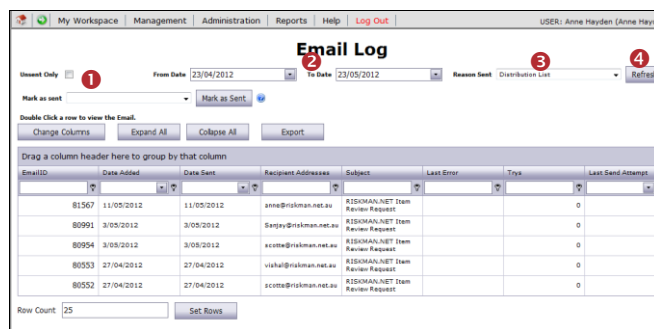 My Workspace Management Administration Reports Help Log Out USER: Anne Hayden (Anne Hay
Email Log
1 2 3 4
Unsent Only From Date 23/04/2012 To Date 23/05/2012 Reason Sent Distribution List Refresh
Mark as sent Mark as Sent
Double Click a row to view the Email.
Change Columns Expand All Collapse All Export
Drag a column header here to group by that column
EmailID Date Added Date Sent Recipient Addresses Subject Last Error Trys Last Send Attempt
81567 11/05/2012 11/05/2012 anne@riskman.net.au RISKMAN.NET Item Review Request 0
80991 3/05/2012 3/05/2012 Sanjay@riskman.net.au RISKMAN.NET Item Review Request 0
80954 3/05/2012 3/05/2012 scotte@riskman.net.au RISKMAN.NET Item Review Request 0
80553 27/04/2012 27/04/2012 vishal@riskman.net.au RISKMAN.NET Item Review Request 0
80552 27/04/2012 27/04/2012 scotte@riskman.net.au RISKMAN.NET Item Review Request 0
Row Count 25 Set Rows